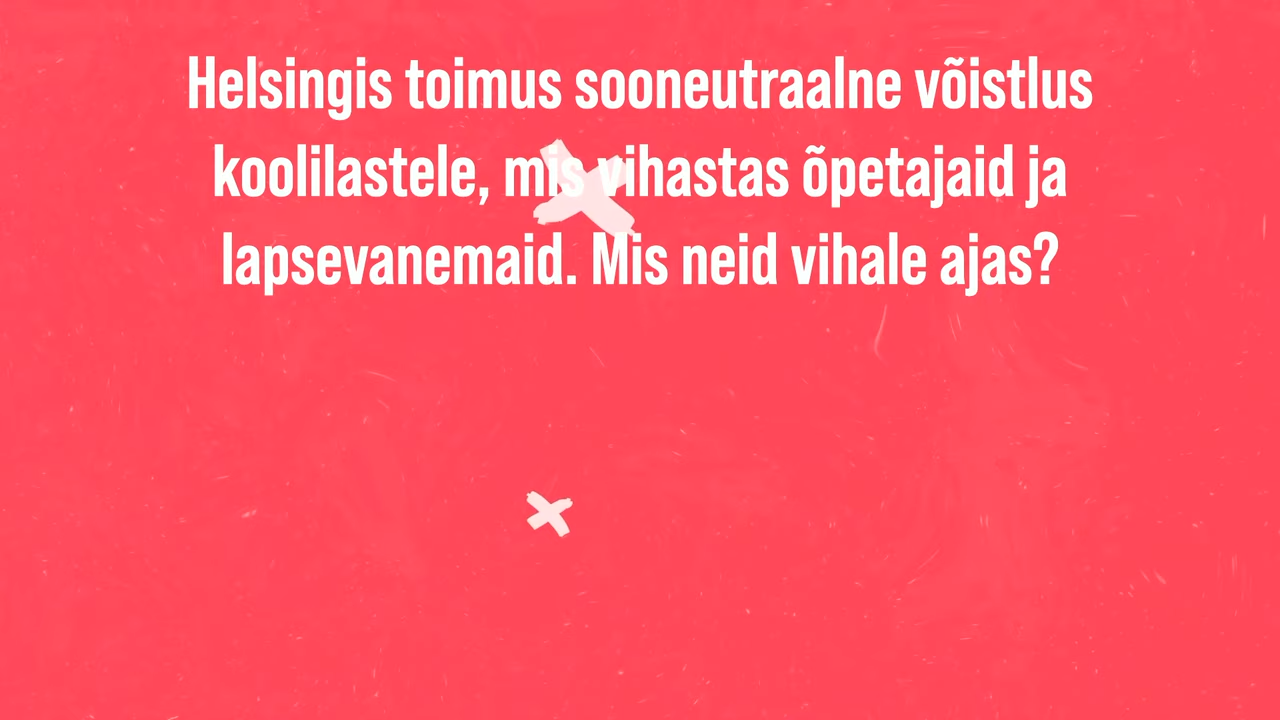 Helsingis toimus sooneutraalne võistlus
koolilastele, mis vihastas õpetajaid ja
lapsevanemaid. Mis neid vihale ajas?